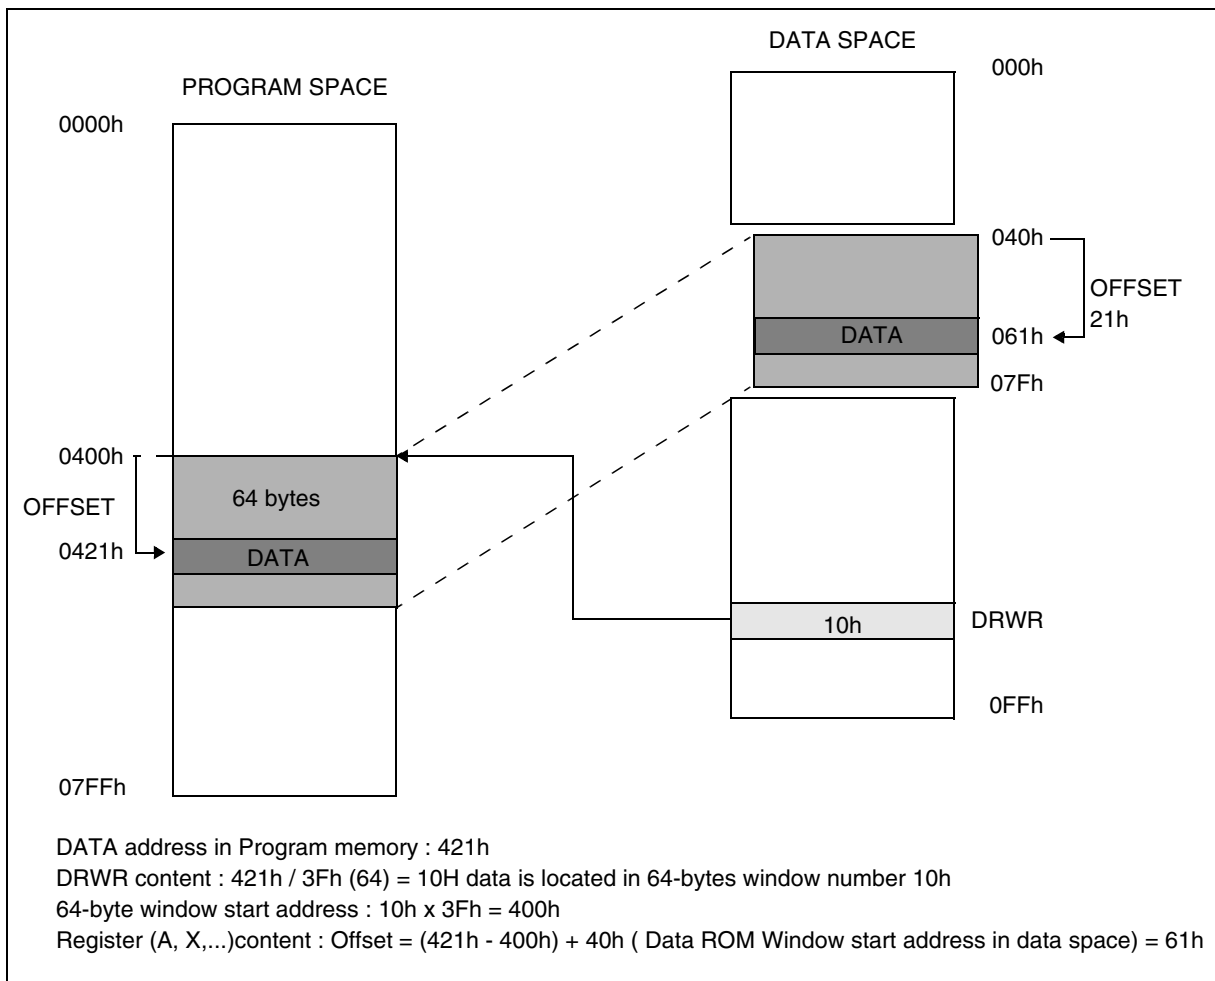 DATA SPACE
000h
PROGRAM SPACE
0000h
040h
OFFSET
21h
DATA
061h
07Fh
0400h
64 bytes
OFFSET
0421h
DATA
10h
DRWR
0FFh
07FFh
DATA address in Program memory : 421h
DRWR content : 421h / 3Fh (64) = 10H data is located in 64-bytes window number 10h
64-byte window start address : 10h x 3Fh = 400h
Register (A, X,...)content : Offset = (421h - 400h) + 40h ( Data ROM Window start address in data space) = 61h